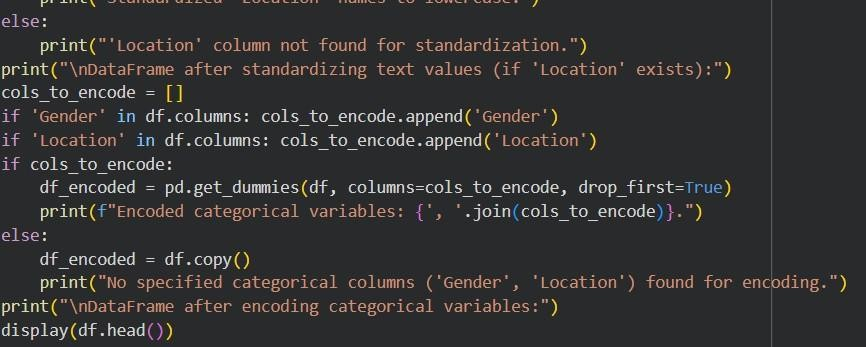 print("Standardized 'Location' names to lowercase.")
else:
    print("'Location' column not found for standardization.")
print("\nDataFrame after standardizing text values (if 'Location' exists):")
cols_to_encode = []
if 'Gender' in df.columns: cols_to_encode.append('Gender')
if 'Location' in df.columns: cols_to_encode.append('Location')
if cols_to_encode:
    df_encoded = pd.get_dummies(df, columns=cols_to_encode, drop_first=True)
    print(f"Encoded categorical variables: {', '.join(cols_to_encode)}.")
else:
    df_encoded = df.copy()
    print("No specified categorical columns ('Gender', 'Location') found for encoding.")
print("\nDataFrame after encoding categorical variables:")
display(df.head())